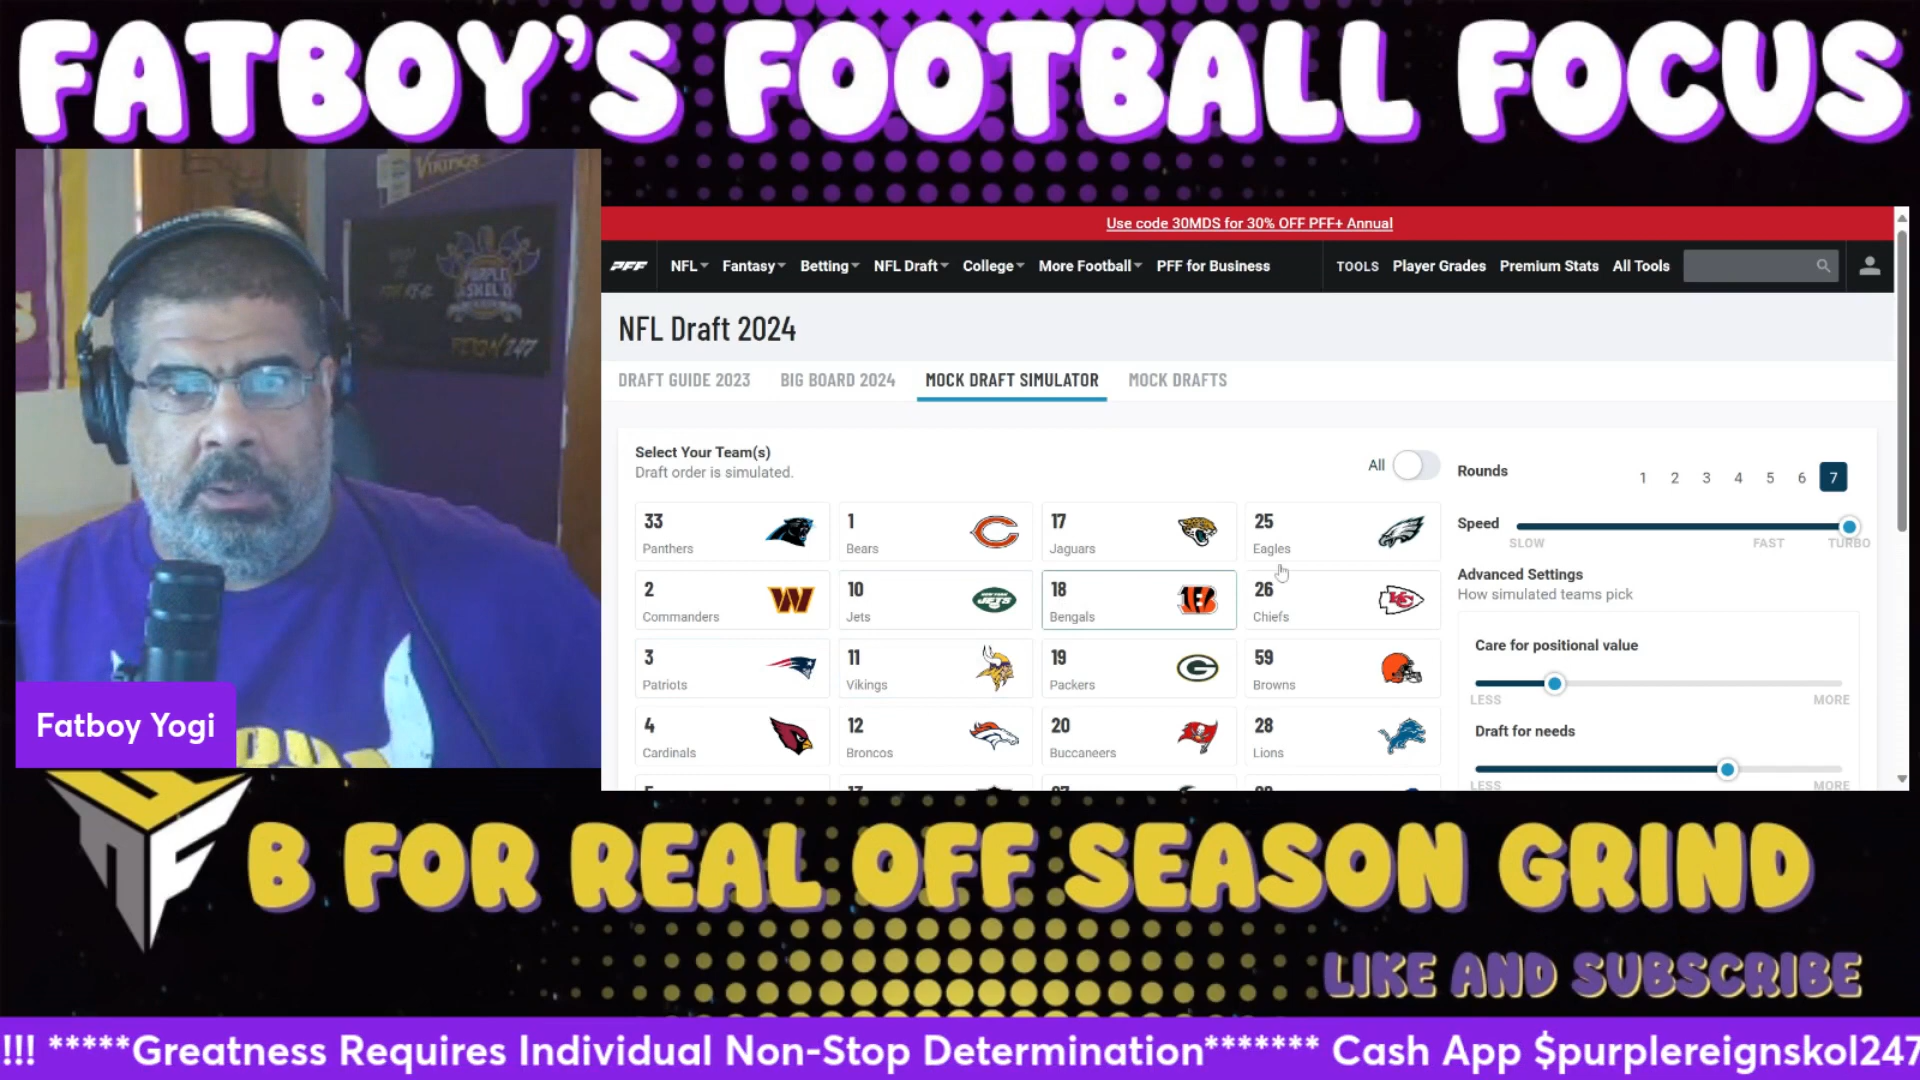 FATBOY'S FOOTBALL FOCUS
VIKINGS
Use code 30MDS for 30% OFF PFF+ Annual
PFF NFL Fantasy Betting NFL Draft College More Football PFF for Business TOOLS Player Grades Premium Stats All Tools
NFL Draft 2024
DRAFT GUIDE 2023 BIG BOARD 2024 MOCK DRAFT SIMULATOR MOCK DRAFTS
Select Your Team(s)
Draft order is simulated.
All
33 Panthers
1 Bears
17 Jaguars
25 Eagles
2 Commanders
10 Jets
18 Bengals
26 Chiefs
3 Patriots
11 Vikings
19 Packers
59 Browns
4 Cardinals
12 Broncos
20 Buccaneers
28 Lions
Rounds 1 2 3 4 5 6 7
Speed
SLOW FAST TURBO
Advanced Settings
How simulated teams pick
Care for positional value
LESS MORE
Draft for needs
LESS MORE
PURPLE
SKOL
Fatboy Yogi
B FOR REAL OFF SEASON GRIND
LIKE AND SUBSCRIBE
!!! *****Greatness Requires Individual Non-Stop Determination******* Cash App $purplereignskol247